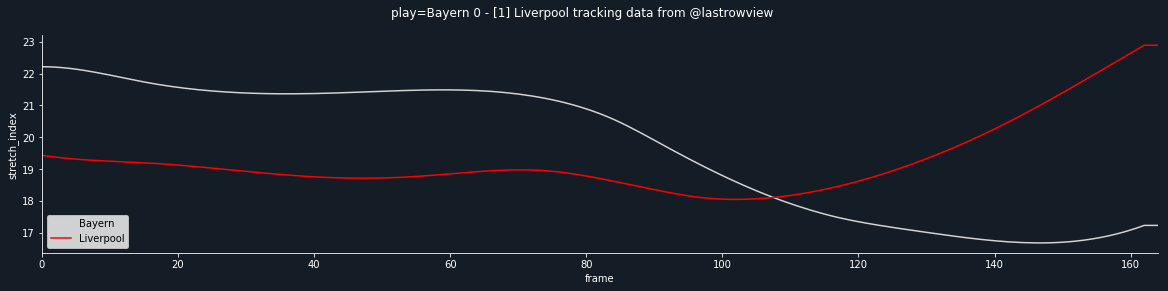 play=Bayern 0 - [1] Liverpool tracking data from @lastrowview
23
22
21
20
19
18
17
stretch_index
Bayern
Liverpool
0 20 40 60 80 100 120 140 160
frame